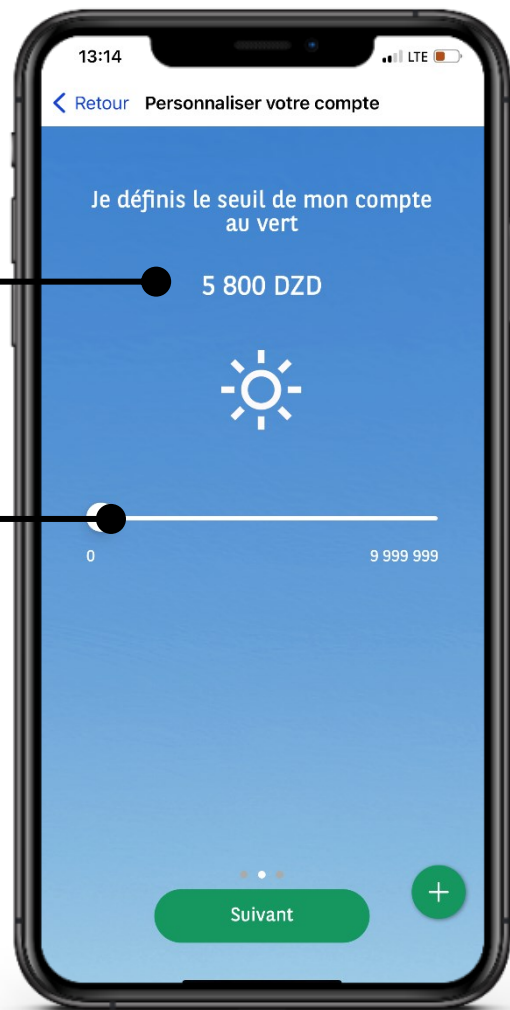 13:14
LTE
Retour Personnaliser votre compte
Je définis le seuil de mon compte
au vert
5 800 DZD
0 9 999 999
Suivant